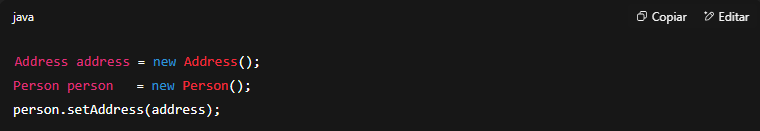 java
Copiar
Editar
Address address = new Address();
Person person   = new Person();
person.setAddress(address);